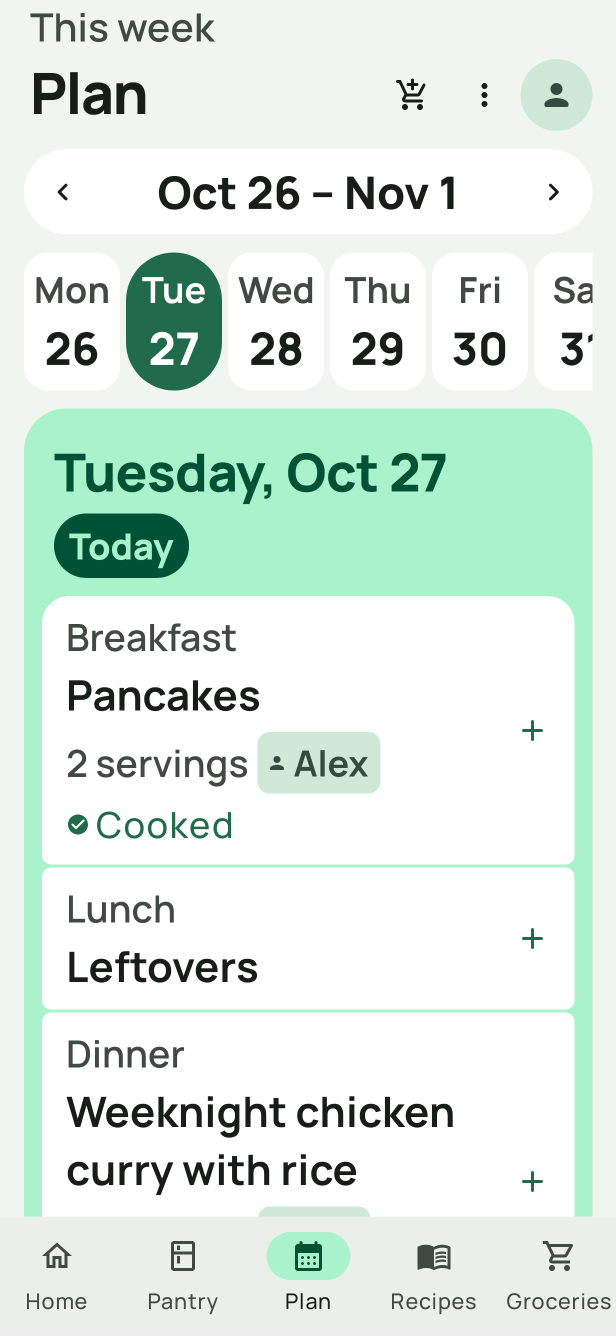 This week
Plan
Oct 26 – Nov 1
Mon Tue Wed Thu Fri
26 27 28 29 30
Tuesday, Oct 27
Today
Breakfast
Pancakes
2 servings Alex
Cooked
Lunch
Leftovers
Dinner
Weeknight chicken
curry with rice
Home Pantry Plan Recipes Groceries